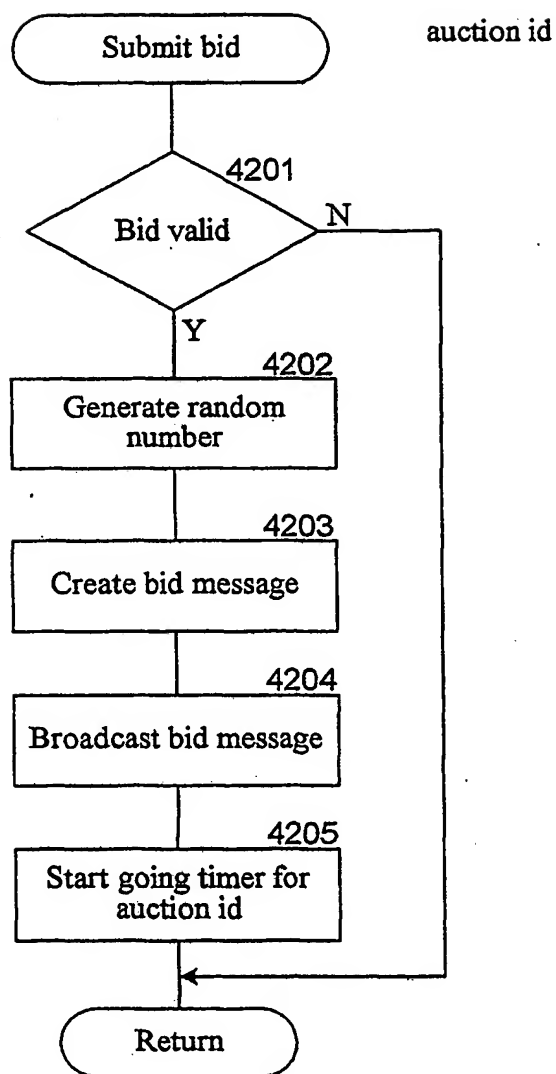 Submit bid
auction id
4201
Bid valid
N
Y
4202
Generate random
number
4203
Create bid message
4204
Broadcast bid message
4205
Start going timer for
auction id
Return